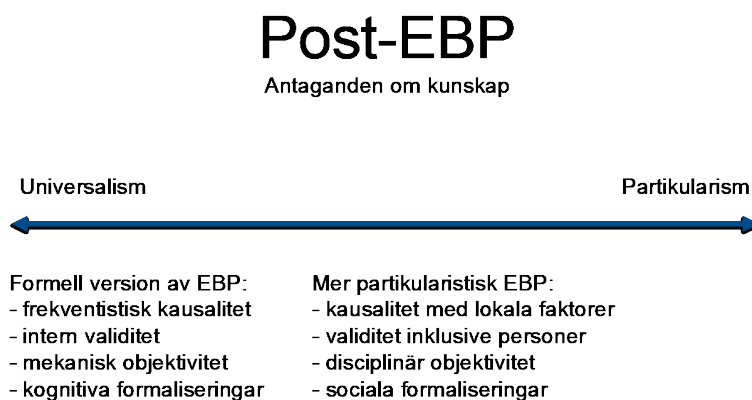 Post-EBP
Antaganden om kunskap
Universalism
Partikularism
Formell version av EBP:
- frekventistisk kausalitet
- intern validitet
- mekanisk objektivitet
- kognitiva formaliseringar
Mer partikularistisk EBP:
- kausalitet med lokala faktorer
- validitet inklusive personer
- disciplinär objektivitet
- sociala formaliseringar